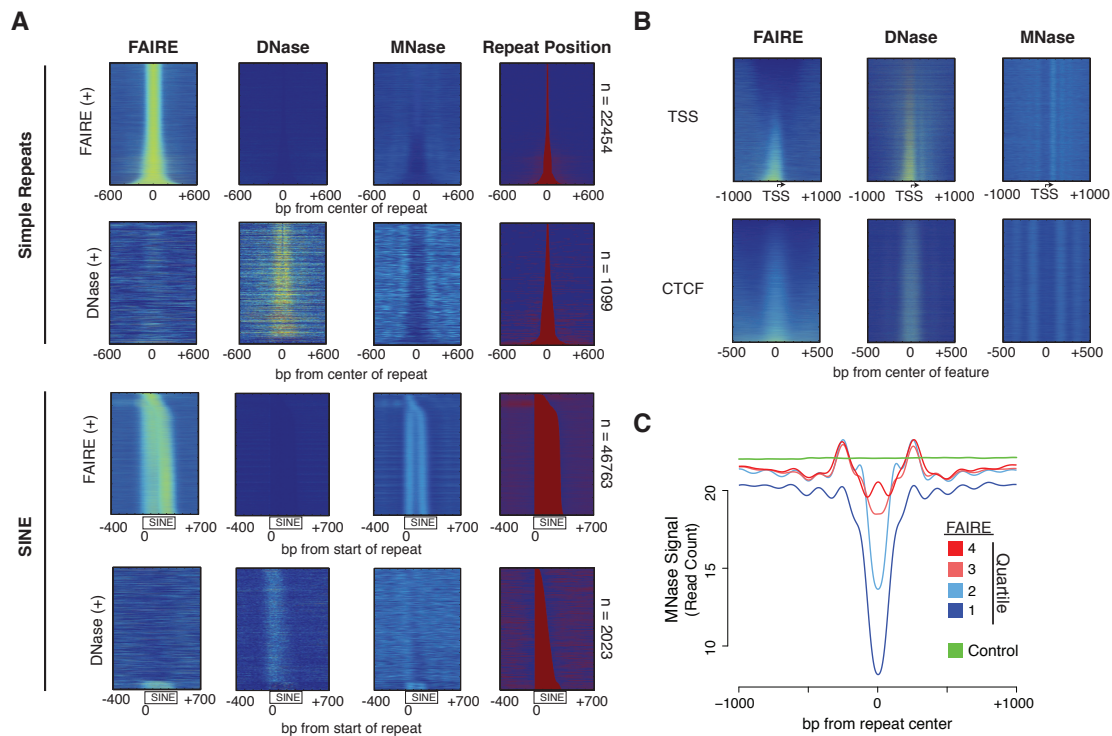 A
FAIRE DNase MNase Repeat Position
Simple Repeats
FAIRE (+)
n = 22454
-600 0 +600 -600 0 +600 -600 0 +600 -600 0 +600
bp from center of repeat
DNase (+)
n = 1099
-600 0 +600 -600 0 +600 -600 0 +600 -600 0 +600
bp from center of repeat
SINE
FAIRE (+)
n = 46763
SINE SINE SINE SINE
-400 0 +700 -400 0 +700 -400 0 +700 -400 0 +700
bp from start of repeat
DNase (+)
n = 2023
SINE SINE SINE SINE
-400 0 +700 -400 0 +700 -400 0 +700 -400 0 +700
bp from start of repeat
B
FAIRE DNase MNase
TSS
-1000 TSS +1000 -1000 TSS +1000 -1000 TSS +1000
CTCF
-500 0 +500 -500 0 +500 -500 0 +500
bp from center of feature
C
MNase Signal
(Read Count)
20
15
10
FAIRE
4
3
2
1
Quartile
Control
−1000 0 +1000
bp from repeat center